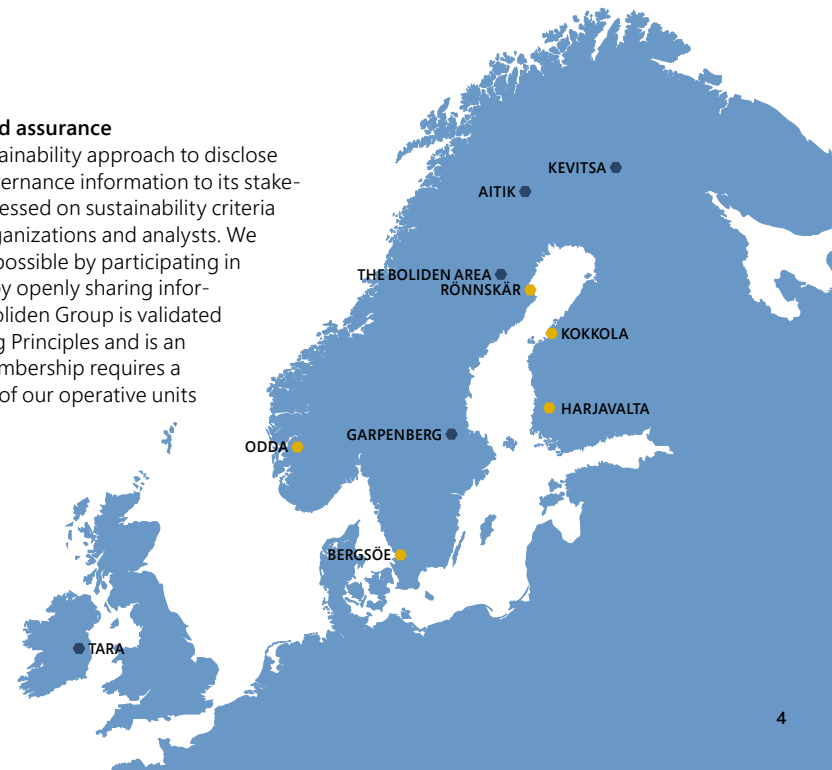 d assurance
ainability approach to disclose
ernance information to its stake-
essed on sustainability criteria
ganizations and analysts. We
possible by participating in
by openly sharing infor-
oliden Group is validated
g Principles and is an
mbership requires a
of our operative units
KEVITSA
AITIK
THE BOLIDEN AREA
RÖNNSKÄR
KOKKOLA
HARJAVALTA
GARPENBERG
ODDA
BERGSÖE
TARA
4